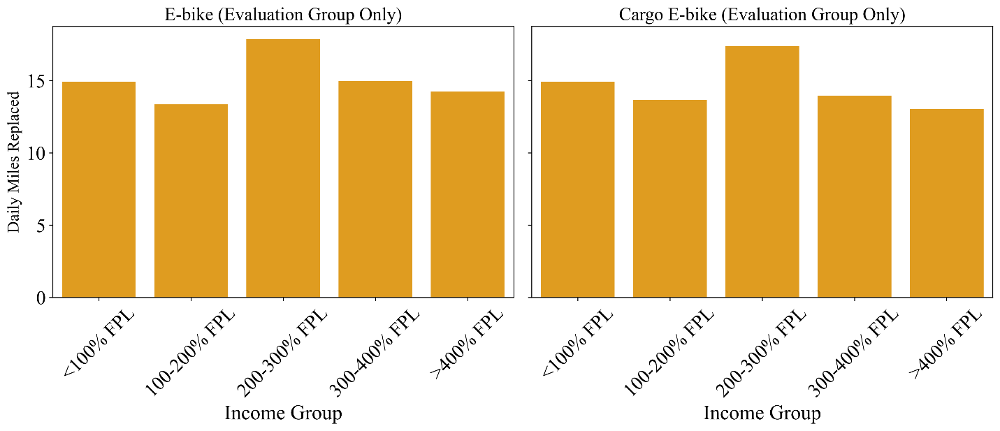 E-bike (Evaluation Group Only)
Cargo E-bike (Evaluation Group Only)
Daily Miles Replaced
15
10
5
0
<100% FPL
100-200% FPL
200-300% FPL
300-400% FPL
>400% FPL
<100% FPL
100-200% FPL
200-300% FPL
300-400% FPL
>400% FPL
Income Group
Income Group